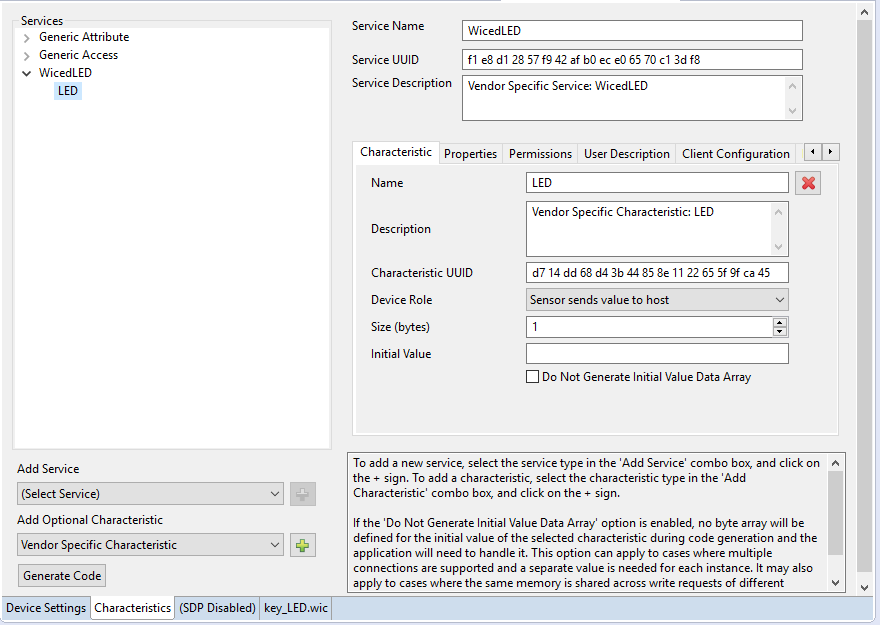 Services
Generic Attribute
Generic Access
WicedLED
LED
Add Service
(Select Service)
Add Optional Characteristic
Vendor Specific Characteristic
Generate Code
Service Name
WicedLED
Service UUID
f1 e8 d1 28 57 f9 42 af b0 ec e0 65 70 c1 3d f8
Service Description
Vendor Specific Service: WicedLED
Characteristic Properties Permissions User Description Client Configuration
Name
LED
Description
Vendor Specific Characteristic: LED
Characteristic UUID
d7 14 dd 68 d4 3b 44 85 8e 11 22 65 5f 9f ca 45
Device Role
Sensor sends value to host
Size (bytes)
1
Initial Value
Do Not Generate Initial Value Data Array
To add a new service, select the service type in the 'Add Service' combo box, and click on
the + sign. To add a characteristic, select the characteristic type in the 'Add
Characteristic' combo box, and click on the + sign.
If the 'Do Not Generate Initial Value Data Array' option is enabled, no byte array will be
defined for the initial value of the selected characteristic during code generation and the
application will need to handle it. This option can apply to cases where multiple
connections are supported and a separate value is needed for each instance. It may also
apply to cases where the same memory is shared across write requests of different
Device Settings Characteristics (SDP Disabled) key_LED.wic